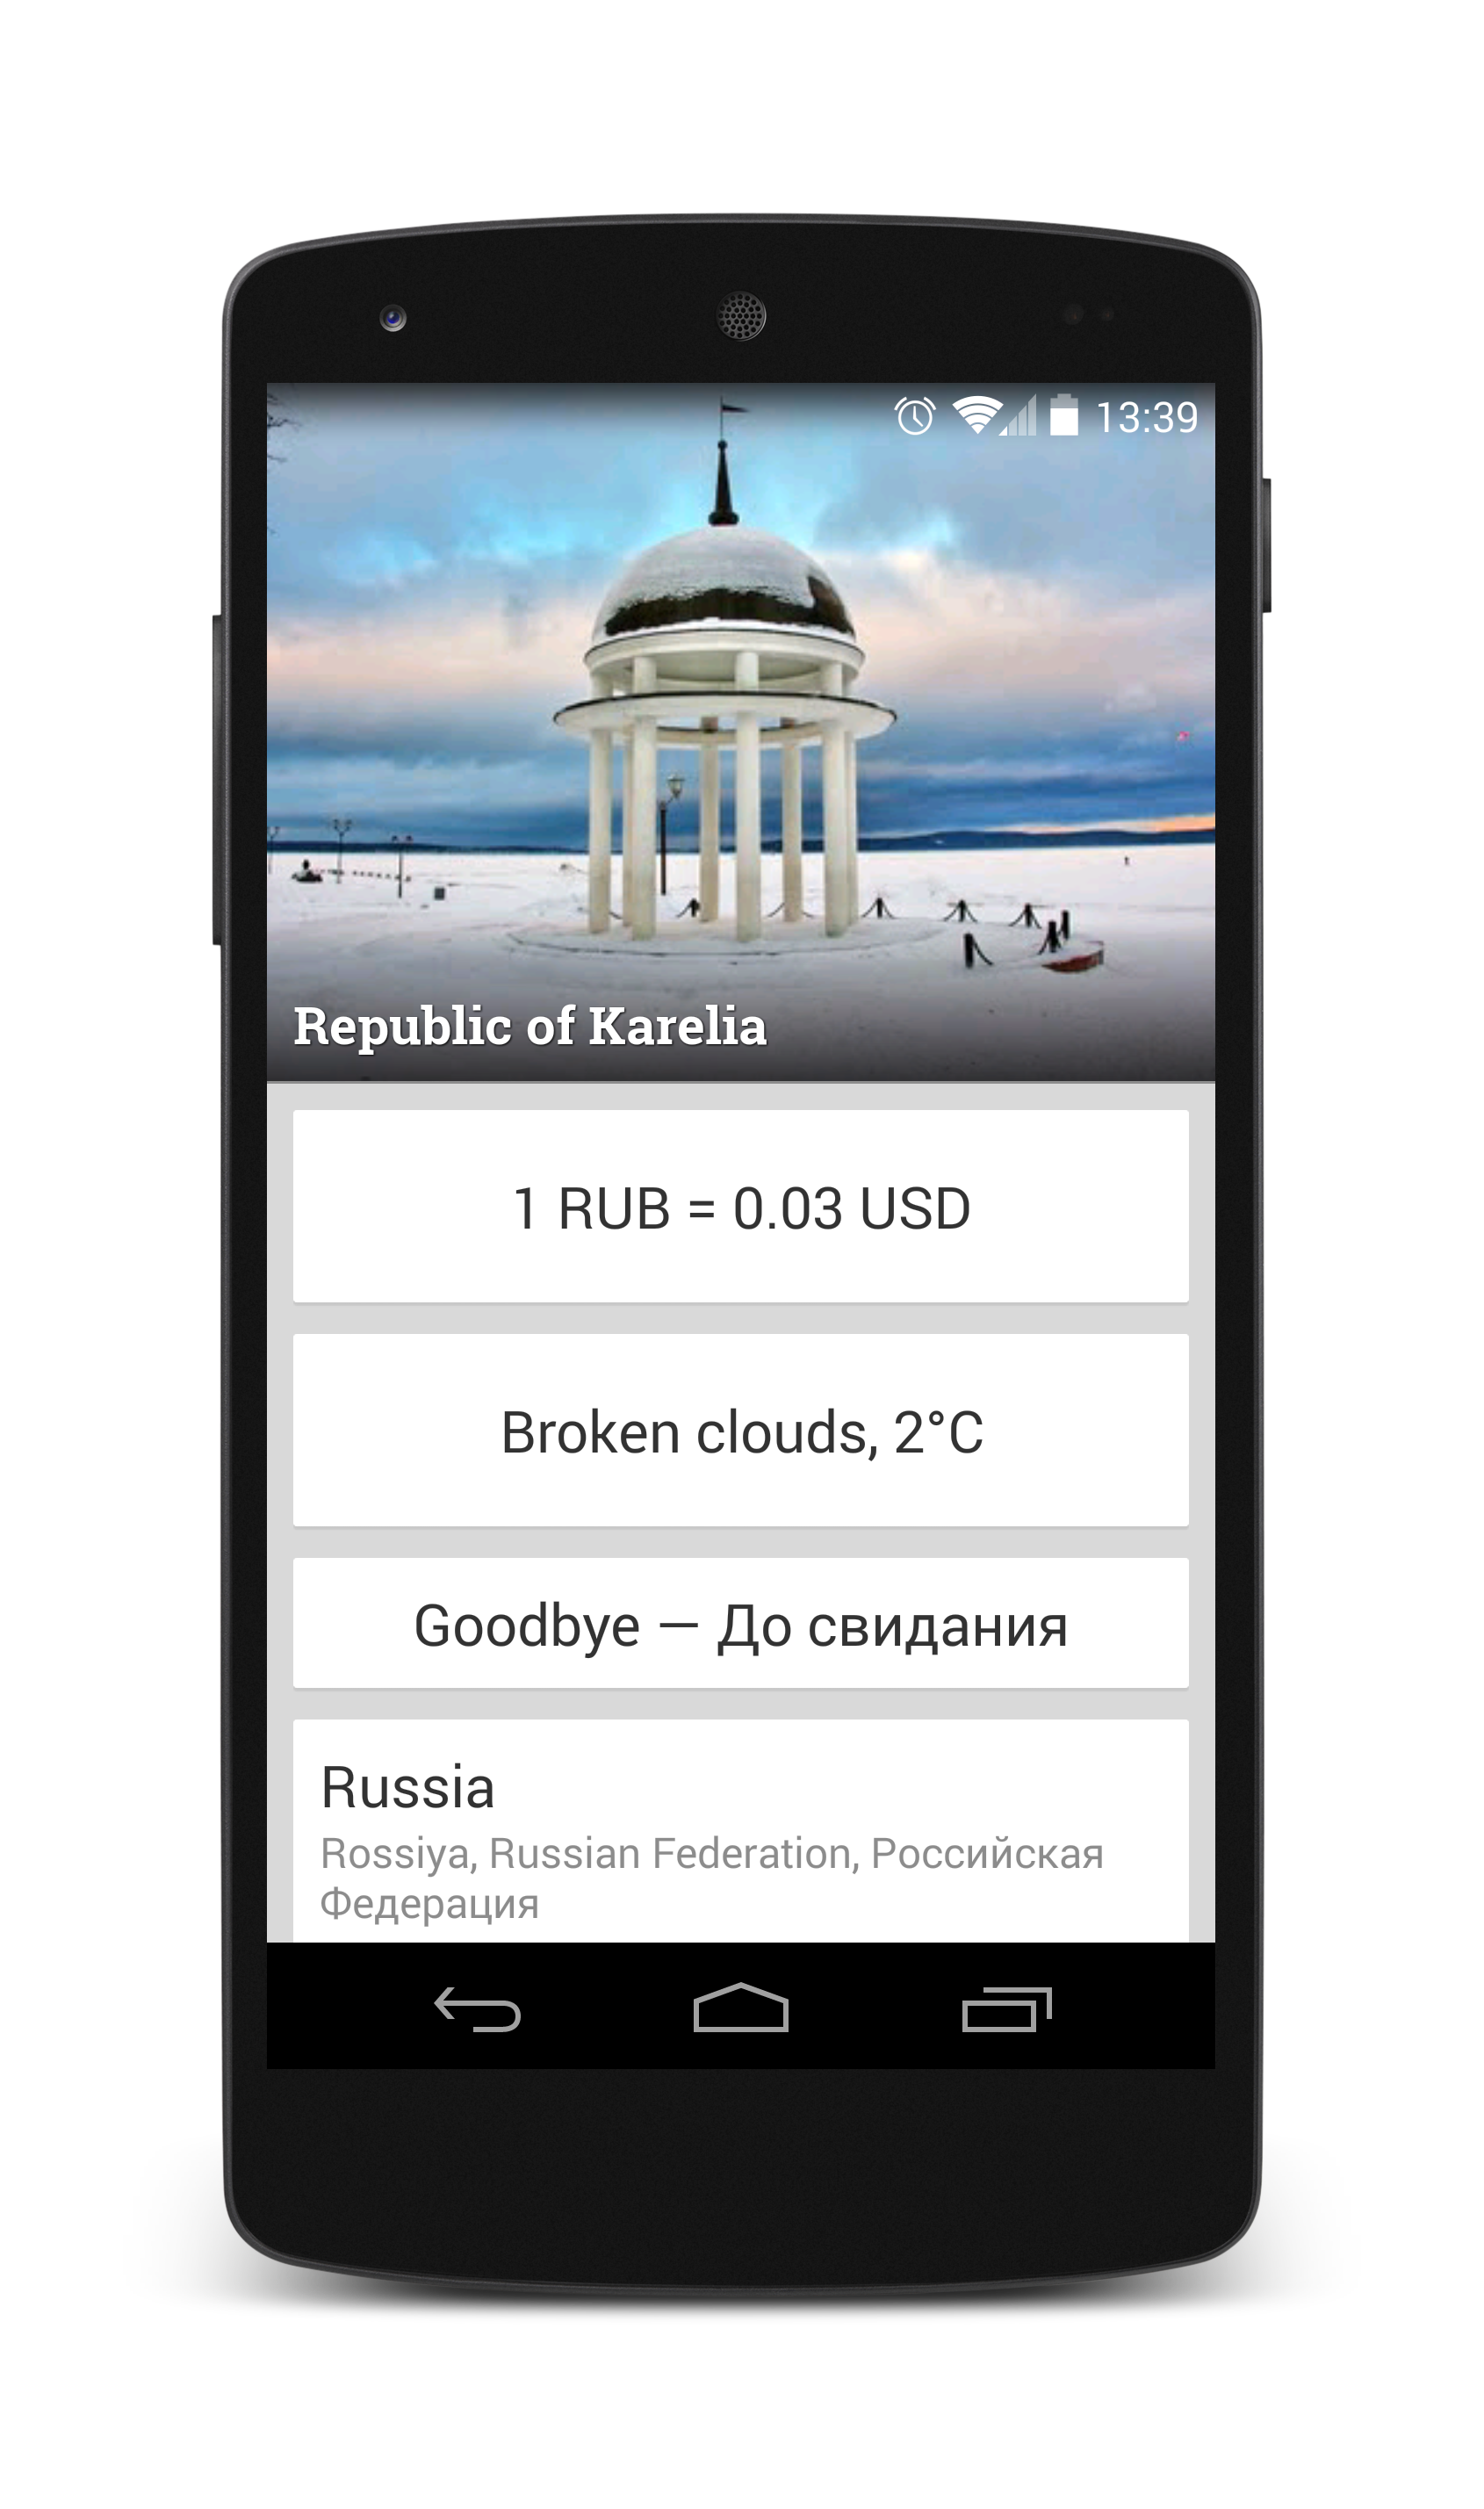 13:39
Republic of Karelia
1 RUB = 0.03 USD
Broken clouds, 2°C
Goodbye — До свидания
Russia
Rossiya, Russian Federation, Российская
Федерация